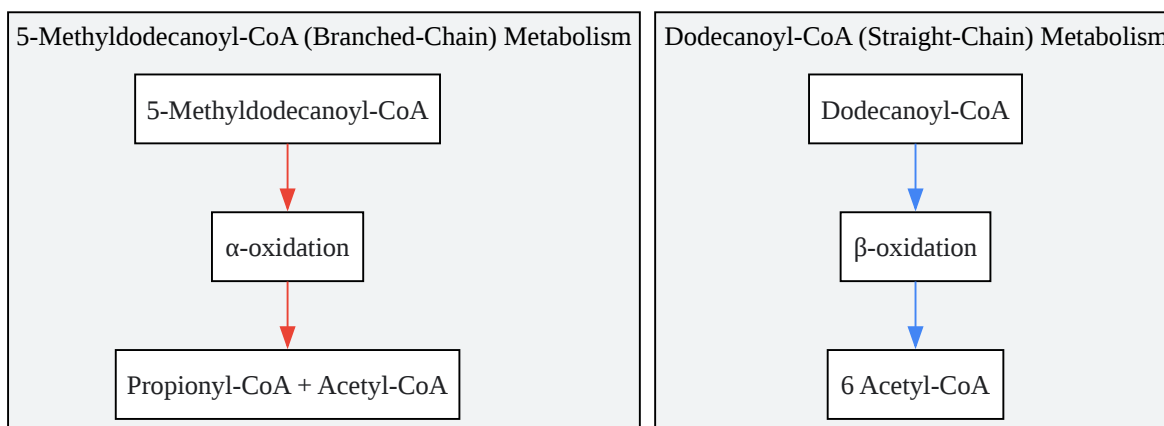 5-Methyldodecanoyl-CoA (Branched-Chain) Metabolism
5-Methyldodecanoyl-CoA
α-oxidation
Propionyl-CoA + Acetyl-CoA
Dodecanoyl-CoA (Straight-Chain) Metabolism
Dodecanoyl-CoA
β-oxidation
6 Acetyl-CoA